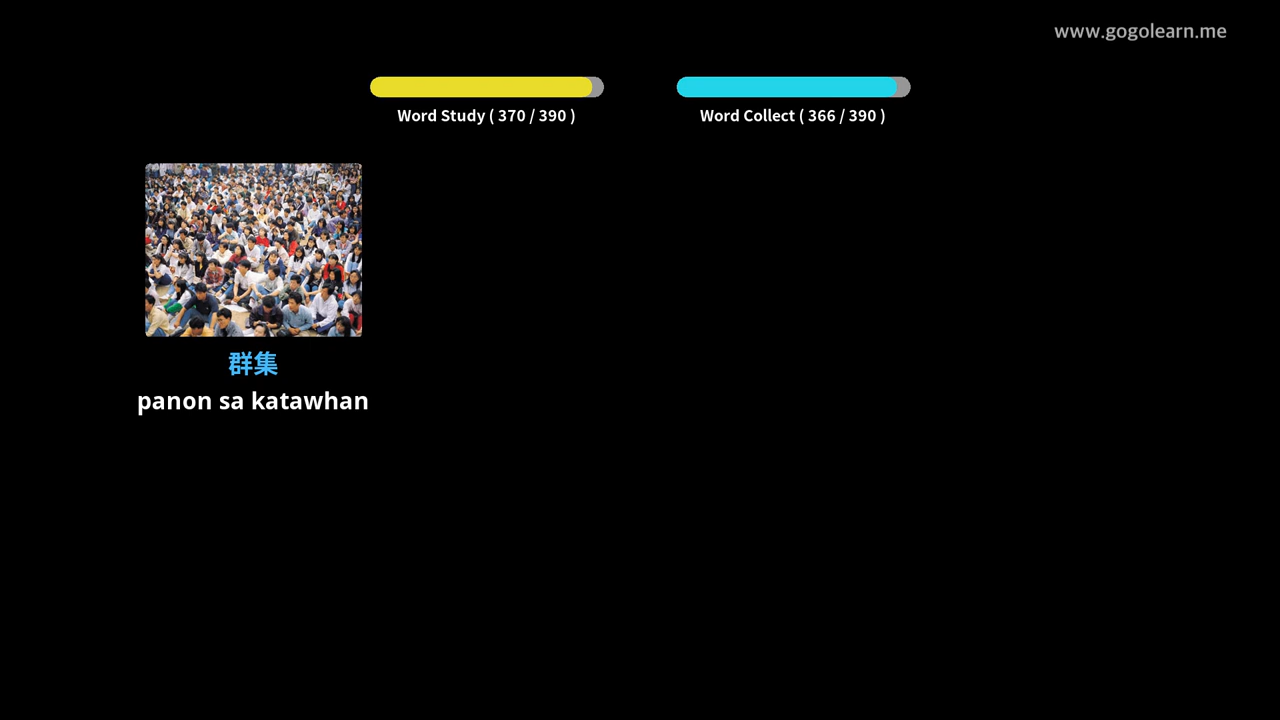 www.gogolearn.me
Word Study ( 370 / 390 )
Word Collect ( 366 / 390 )
群集
panon sa katawhan